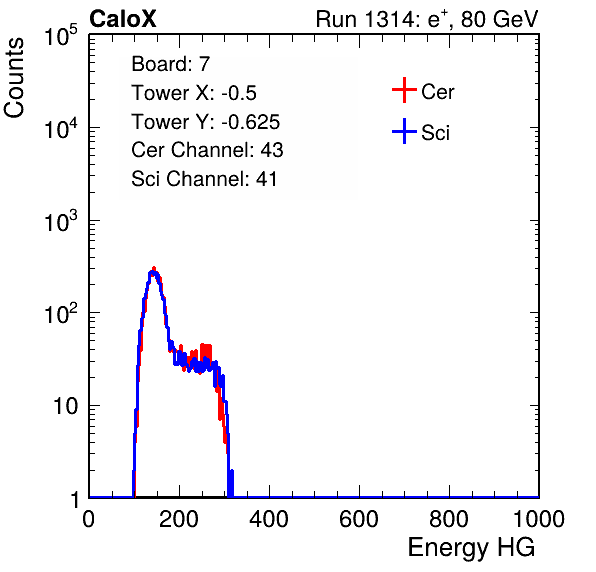 CaloX Run 1314: e⁺, 80 GeV
Counts
Board: 7
Tower X: -0.5
Tower Y: -0.625
Cer Channel: 43
Sci Channel: 41
Cer
Sci
10⁵
10⁴
10³
10²
10
1
0 200 400 600 800 1000
Energy HG